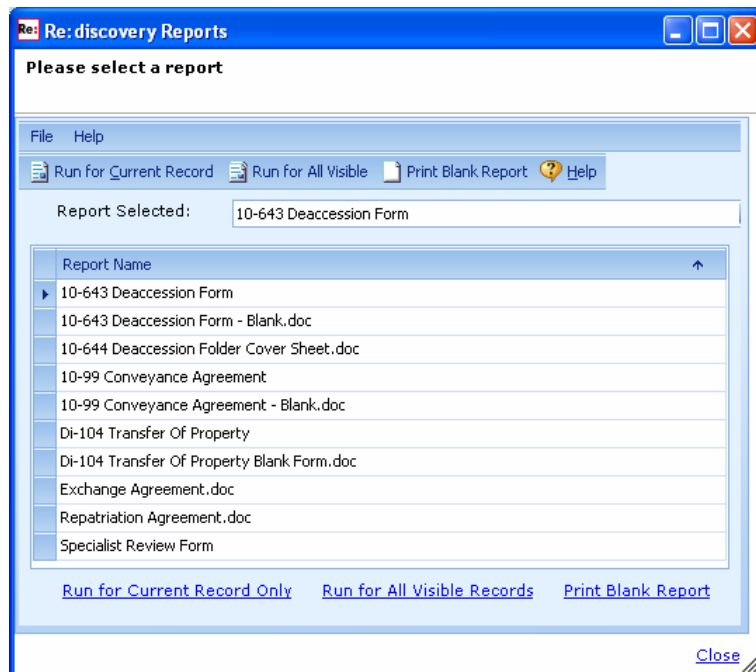 Re: Re:discovery Reports
Please select a report
File Help
Run for Current Record Run for All Visible Print Blank Report Help
Report Selected: 10-643 Deaccession Form
Report Name
10-643 Deaccession Form
10-643 Deaccession Form - Blank.doc
10-644 Deaccession Folder Cover Sheet.doc
10-99 Conveyance Agreement
10-99 Conveyance Agreement - Blank.doc
Di-104 Transfer Of Property
Di-104 Transfer Of Property Blank Form.doc
Exchange Agreement.doc
Repatriation Agreement.doc
Specialist Review Form
Run for Current Record Only Run for All Visible Records Print Blank Report
Close